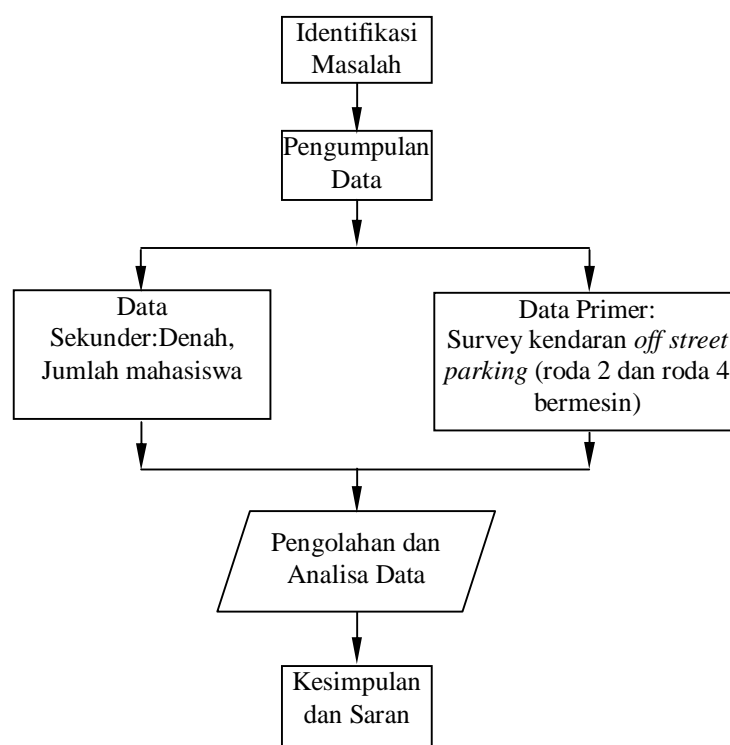 Identifikasi
Masalah
Pengumpulan
Data
Data
Sekunder:Denah,
Jumlah mahasiswa
Data Primer:
Survey kendaran off street
parking (roda 2 dan roda 4
bermesin)
Pengolahan dan
Analisa Data
Kesimpulan
dan Saran